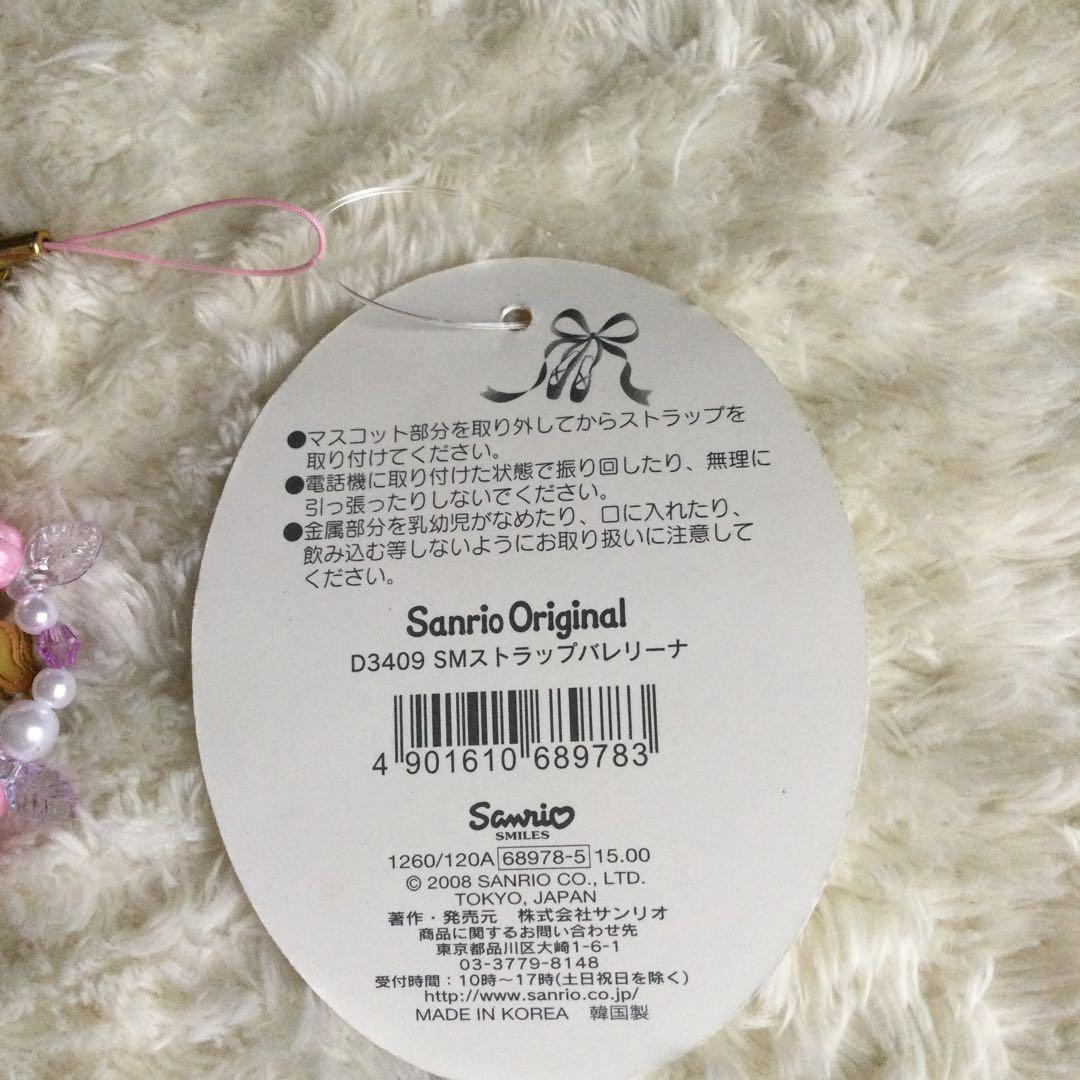 ●マスコット部分を取り外してからストラップを
取り付けてください。
●電話機に取り付けた状態で振り回したり、無理に
引っ張ったりしないでください。
●金属部分を乳幼児がなめたり、口に入れたり、
飲み込む等しないようにお取り扱いに注意して
ください。
Sanrio Original
D3409 SMストラップバレリーナ
4 901610 689783
Sanrio
SMILES
1260/120A 68978-5 15.00
© 2008 SANRIO CO., LTD.
TOKYO, JAPAN
著作・発売元 株式会社サンリオ
商品に関するお問い合わせ先
東京都品川区大崎1-6-1
03-3779-8148
受付時間：10時〜17時(土日祝日を除く)
http://www.sanrio.co.jp/
MADE IN KOREA 韓国製